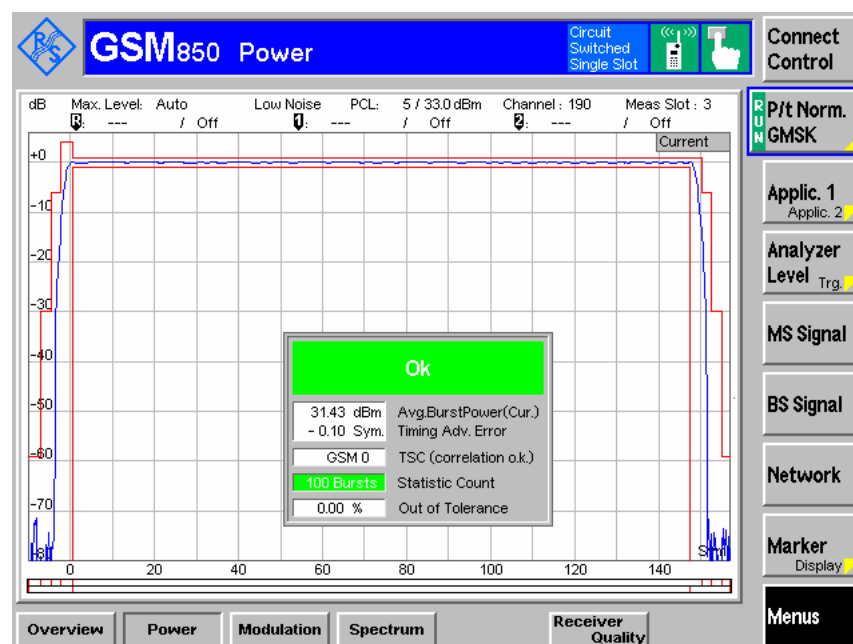 R&S
GSM850 Power
Circuit
Switched
Single Slot
Connect
Control
dB Max. Level: Auto Low Noise PCL: 5 / 33.0 dBm Channel : 190 Meas Slot : 3
R: --- / Off 1: --- / Off 2: --- / Off
Current
RUN
P/t Norm.
GMSK
+0
-10
-20
-30
-40
-50
-60
-70
-80
Applic. 1
Applic. 2
Analyzer
Level Trg.
MS Signal
BS Signal
Network
Marker
Display
Menus
Ok
31.43 dBm Avg.BurstPower(Cur.)
- 0.10 Sym. Timing Adv. Error
GSM 0 TSC (correlation o.k.)
100 Bursts Statistic Count
0.00 % Out of Tolerance
0 20 40 60 80 100 120 140
Overview Power Modulation Spectrum Receiver
Quality